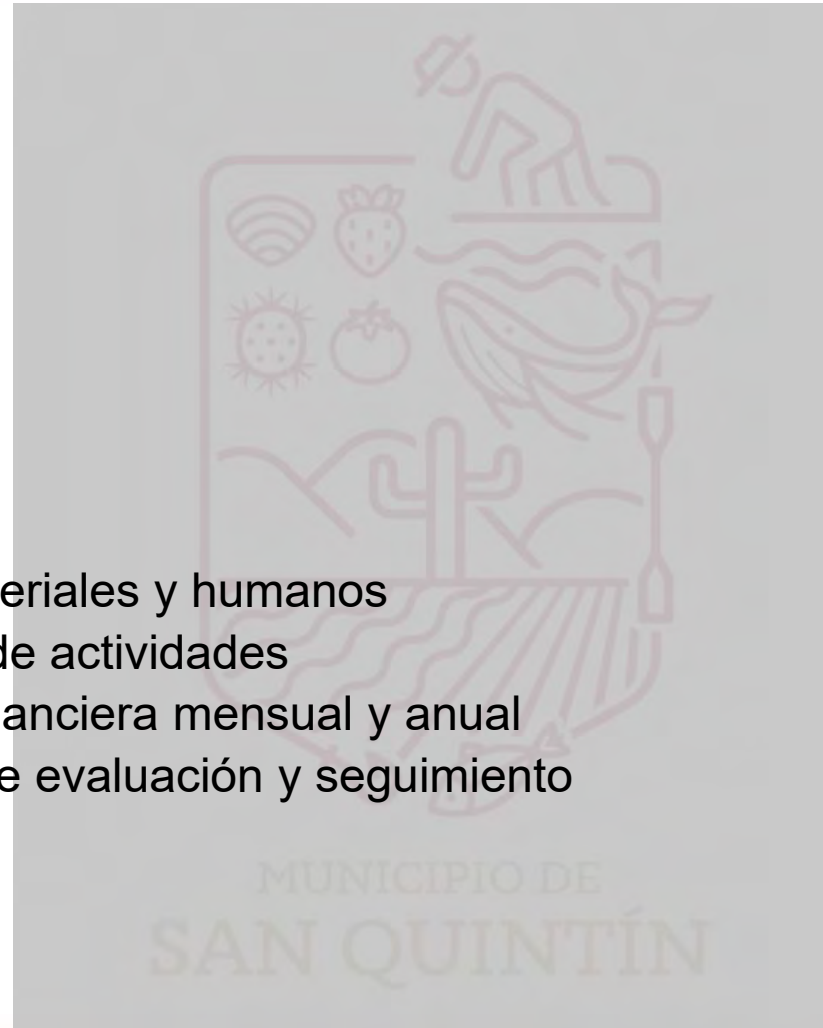 eriales y humanos
de actividades
anciera mensual y anual
e evaluación y seguimiento
MUNICIPIO DE
SAN QUINTÍN